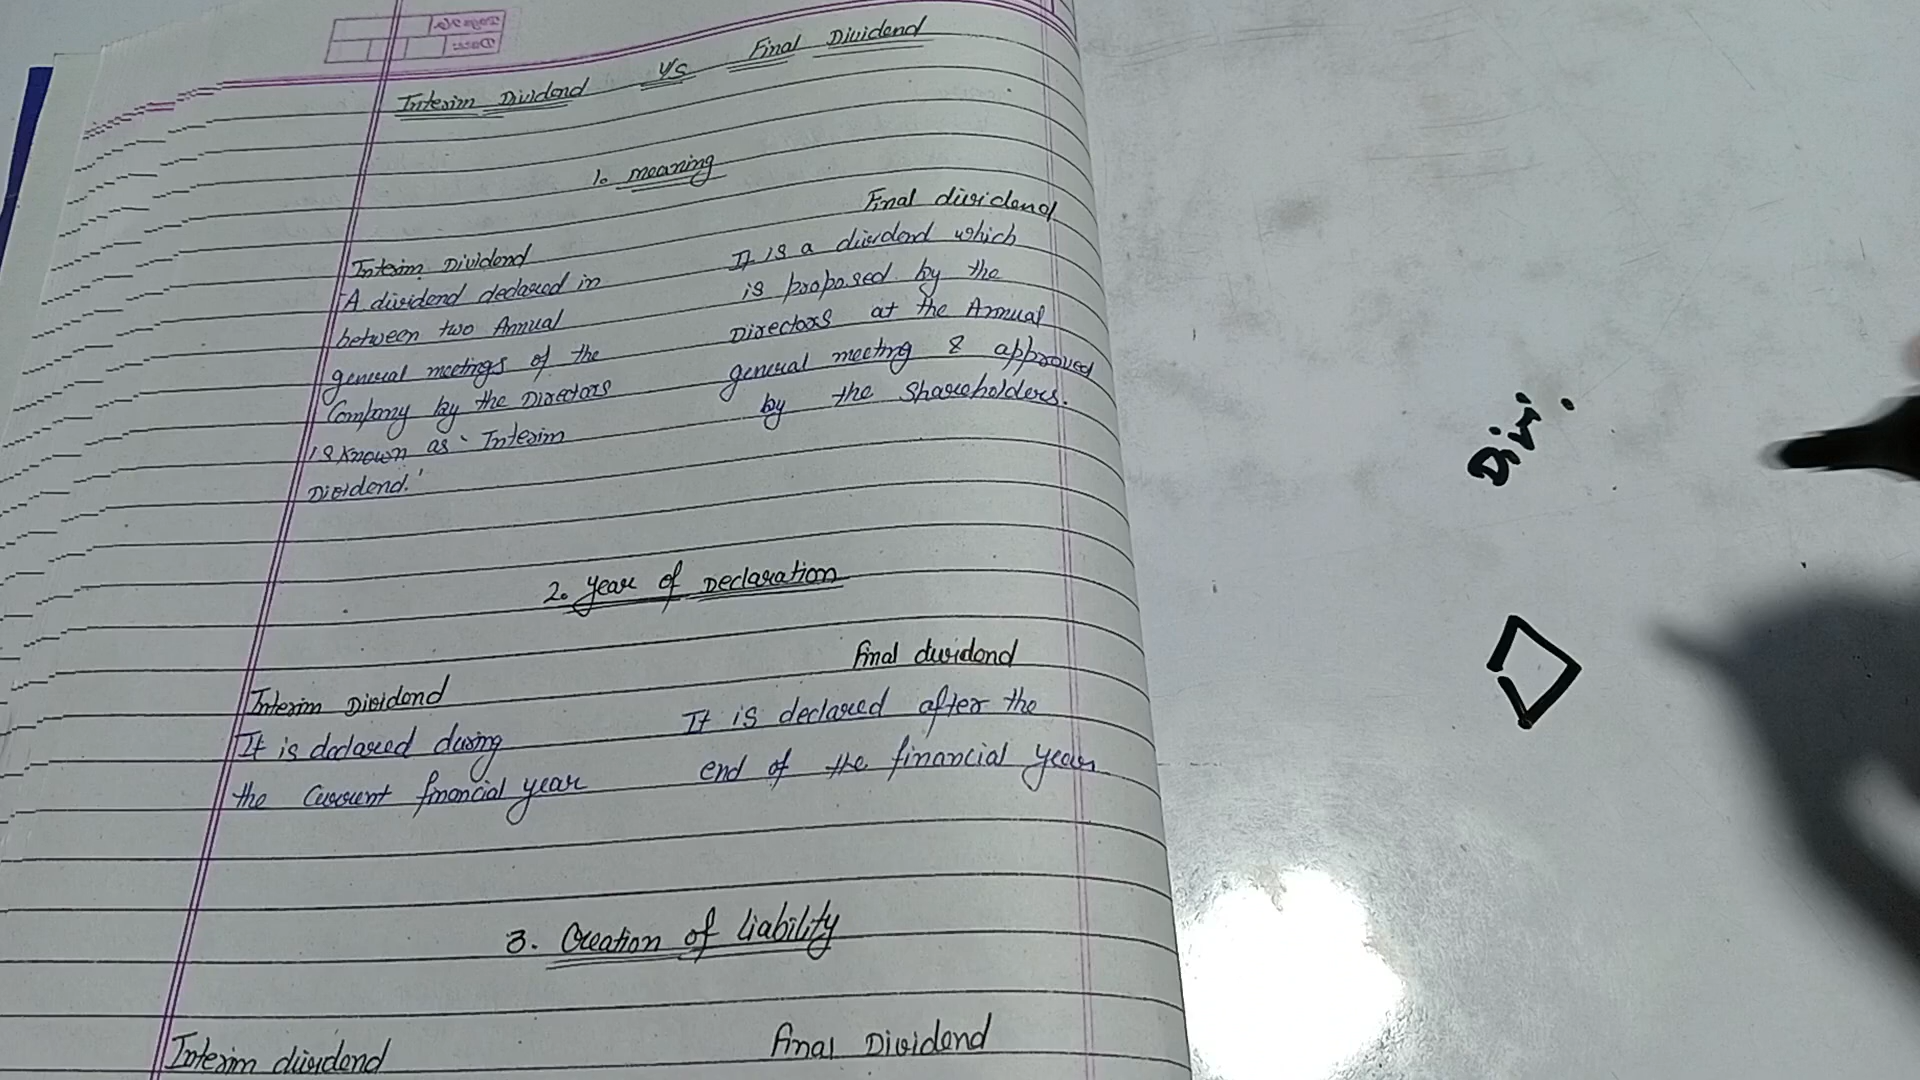 Interim Dividend V/s Final Dividend
1. meaning
Interim Dividend
A dividend declared in
between two Annual
general meetings of the
Company by the Directors
is known as 'Interim
Dividend.'
Final dividend
It is a dividend which
is proposed by the
Directors at the Annual
general meeting & approved
by the Shareholders.
2. Year of Declaration
Interim Dividend
It is declared during
the Current financial year
Final dividend
It is declared after the
end of the financial year
3. Creation of liability
Interim dividend
Final Dividend
Divi.